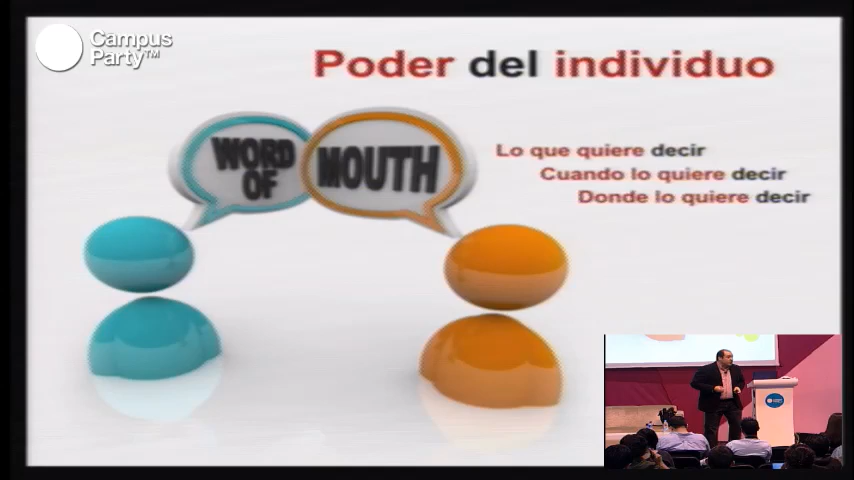 Campus
Party™
Poder del individuo
WORD
OF
MOUTH
Lo que quiere decir
Cuando lo quiere decir
Donde lo quiere decir